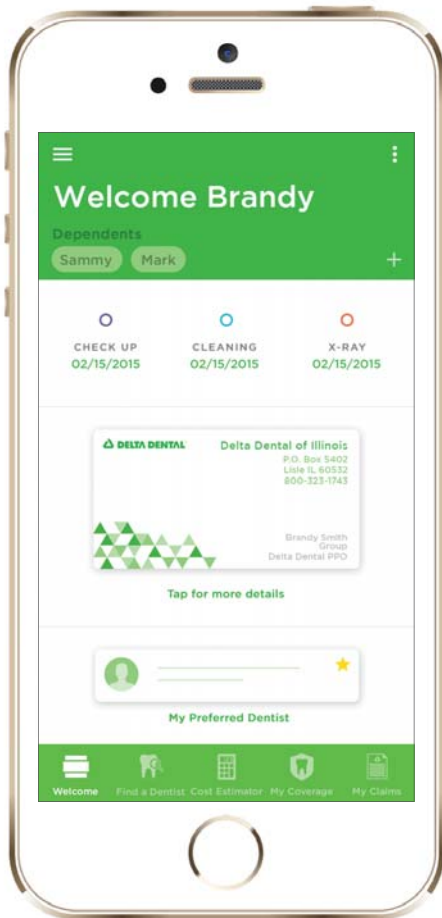 Welcome Brandy
Dependents
Sammy Mark +
CHECK UP CLEANING X-RAY
02/15/2015 02/15/2015 02/15/2015
DELTA DENTAL Delta Dental of Illinois
P.O. Box 5402
Lisle IL 60532
800-323-1743
Brandy Smith
Group
Delta Dental PPO
Tap for more details
My Preferred Dentist
Welcome Find a Dentist Cost Estimator My Coverage My Claims